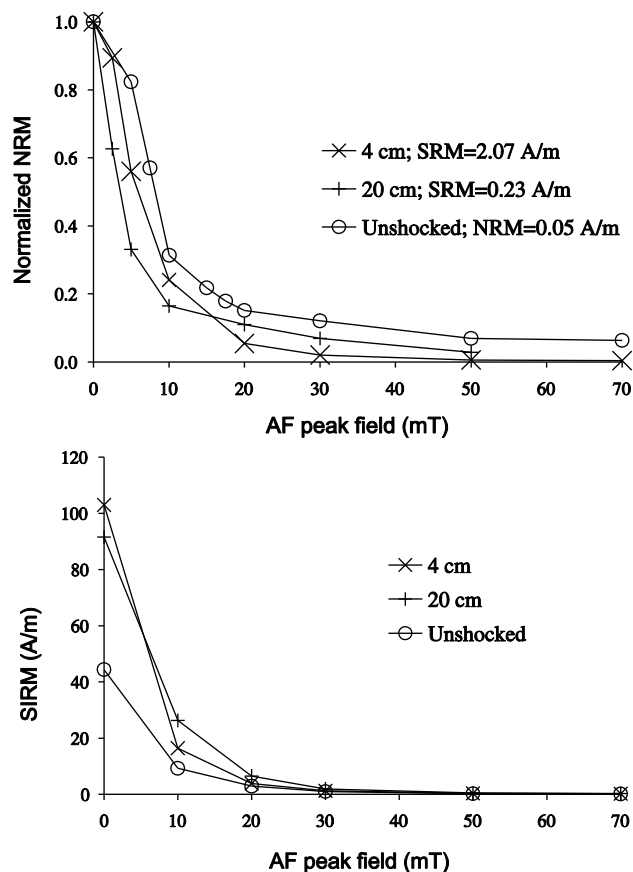 Normalized NRM
1.0
0.8
0.6
0.4
0.2
0.0
4 cm; SRM=2.07 A/m
20 cm; SRM=0.23 A/m
Unshocked; NRM=0.05 A/m
0 10 20 30 40 50 60 70
AF peak field (mT)
SIRM (A/m)
120
100
80
60
40
20
0
4 cm
20 cm
Unshocked
0 10 20 30 40 50 60 70
AF peak field (mT)